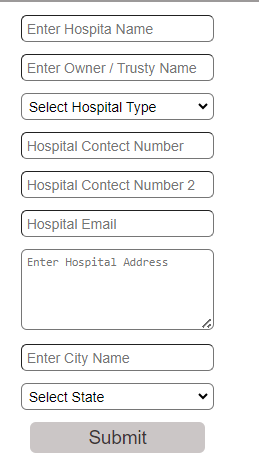 Enter Hospita Name
Enter Owner / Trusty Name
Select Hospital Type
Hospital Contect Number
Hospital Contect Number 2
Hospital Email
Enter Hospital Address
Enter City Name
Select State
Submit